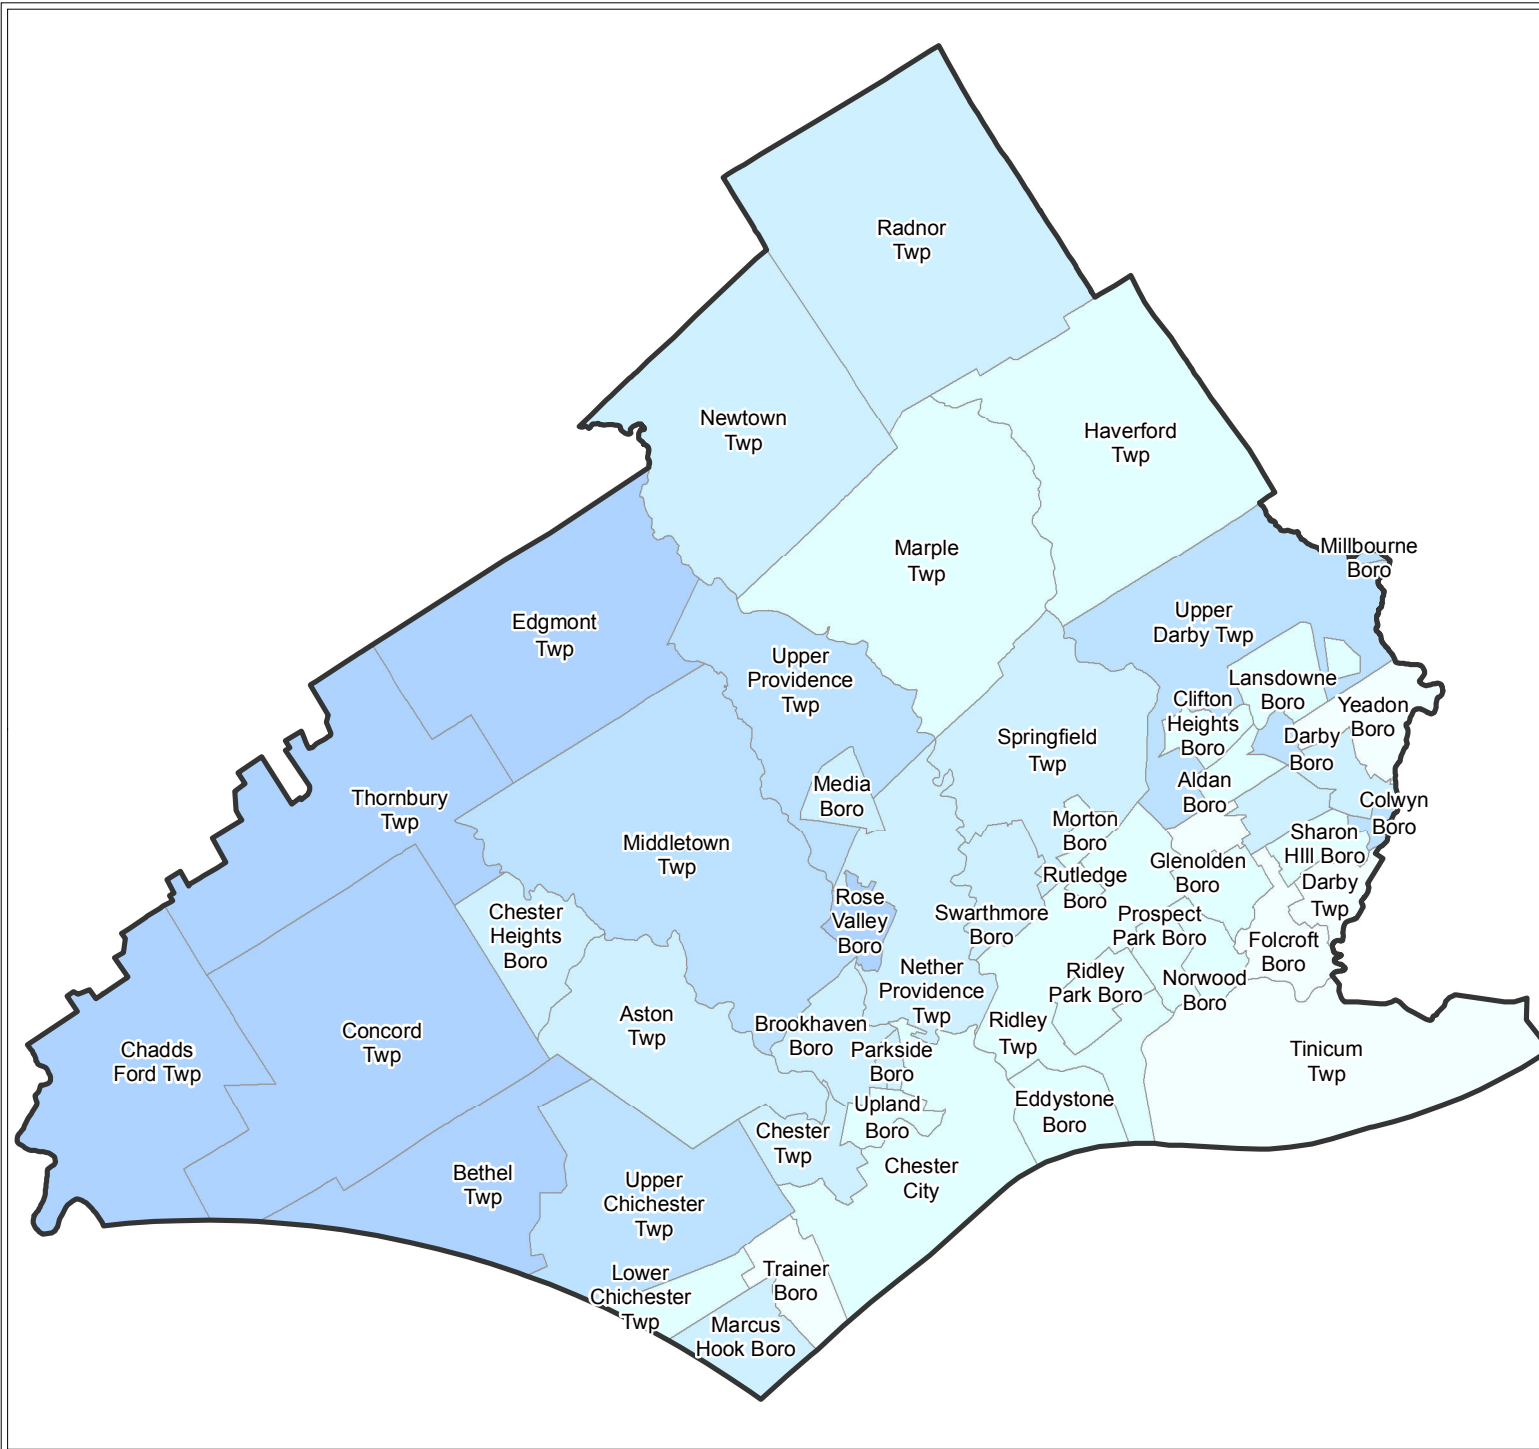 Radnor
Twp
Newtown
Twp
Haverford
Twp
Marple
Twp
Millbourne
Boro
Edgmont
Twp
Upper
Darby Twp
Upper
Providence
Twp
Lansdowne
Boro
Clifton
Heights
Boro
Yeadon
Boro
Springfield
Twp
Darby
Boro
Media
Boro
Aldan
Boro
Thornbury
Twp
Colwyn
Boro
Morton
Boro
Middletown
Twp
Sharon
HIll Boro
Glenolden
Boro
Rutledge
Boro
Darby
Twp
Rose
Valley
Boro
Chester
Heights
Boro
Swarthmore
Boro
Prospect
Park Boro
Folcroft
Boro
Nether
Providence
Twp
Ridley
Park Boro
Norwood
Boro
Aston
Twp
Brookhaven
Boro
Ridley
Twp
Concord
Twp
Chadds
Ford Twp
Parkside
Boro
Tinicum
Twp
Upland
Boro
Eddystone
Boro
Chester
Twp
Bethel
Twp
Chester
City
Upper
Chichester
Twp
Lower
Chichester
Twp
Trainer
Boro
Marcus
Hook Boro